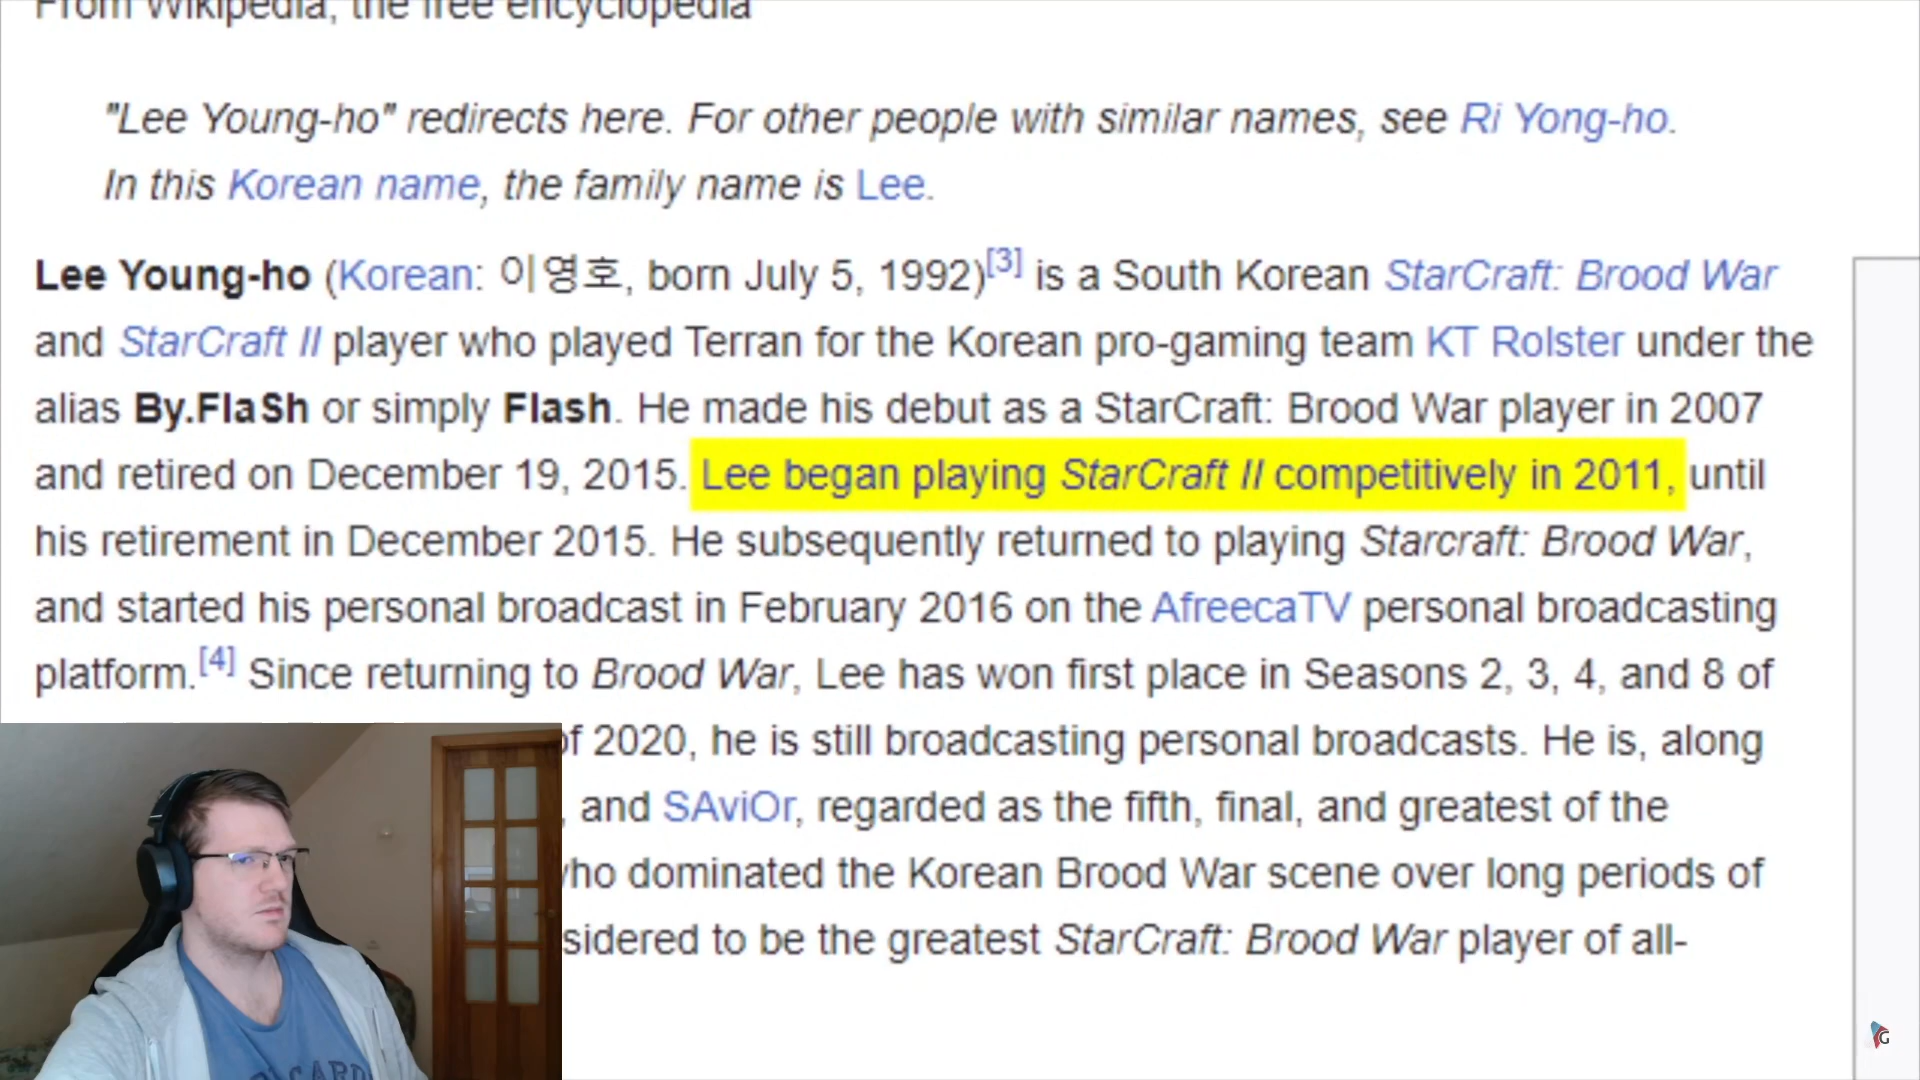 From Wikipedia, the free encyclopedia
"Lee Young-ho" redirects here. For other people with similar names, see Ri Yong-ho.
In this Korean name, the family name is Lee.
Lee Young-ho (Korean: 이영호, born July 5, 1992)[3] is a South Korean StarCraft: Brood War
and StarCraft II player who played Terran for the Korean pro-gaming team KT Rolster under the
alias By.FlaSh or simply Flash. He made his debut as a StarCraft: Brood War player in 2007
and retired on December 19, 2015. Lee began playing StarCraft II competitively in 2011, until
his retirement in December 2015. He subsequently returned to playing Starcraft: Brood War,
and started his personal broadcast in February 2016 on the AfreecaTV personal broadcasting
platform.[4] Since returning to Brood War, Lee has won first place in Seasons 2, 3, 4, and 8 of
of 2020, he is still broadcasting personal broadcasts. He is, along
, and SAviOr, regarded as the fifth, final, and greatest of the
who dominated the Korean Brood War scene over long periods of
sidered to be the greatest StarCraft: Brood War player of all-
G